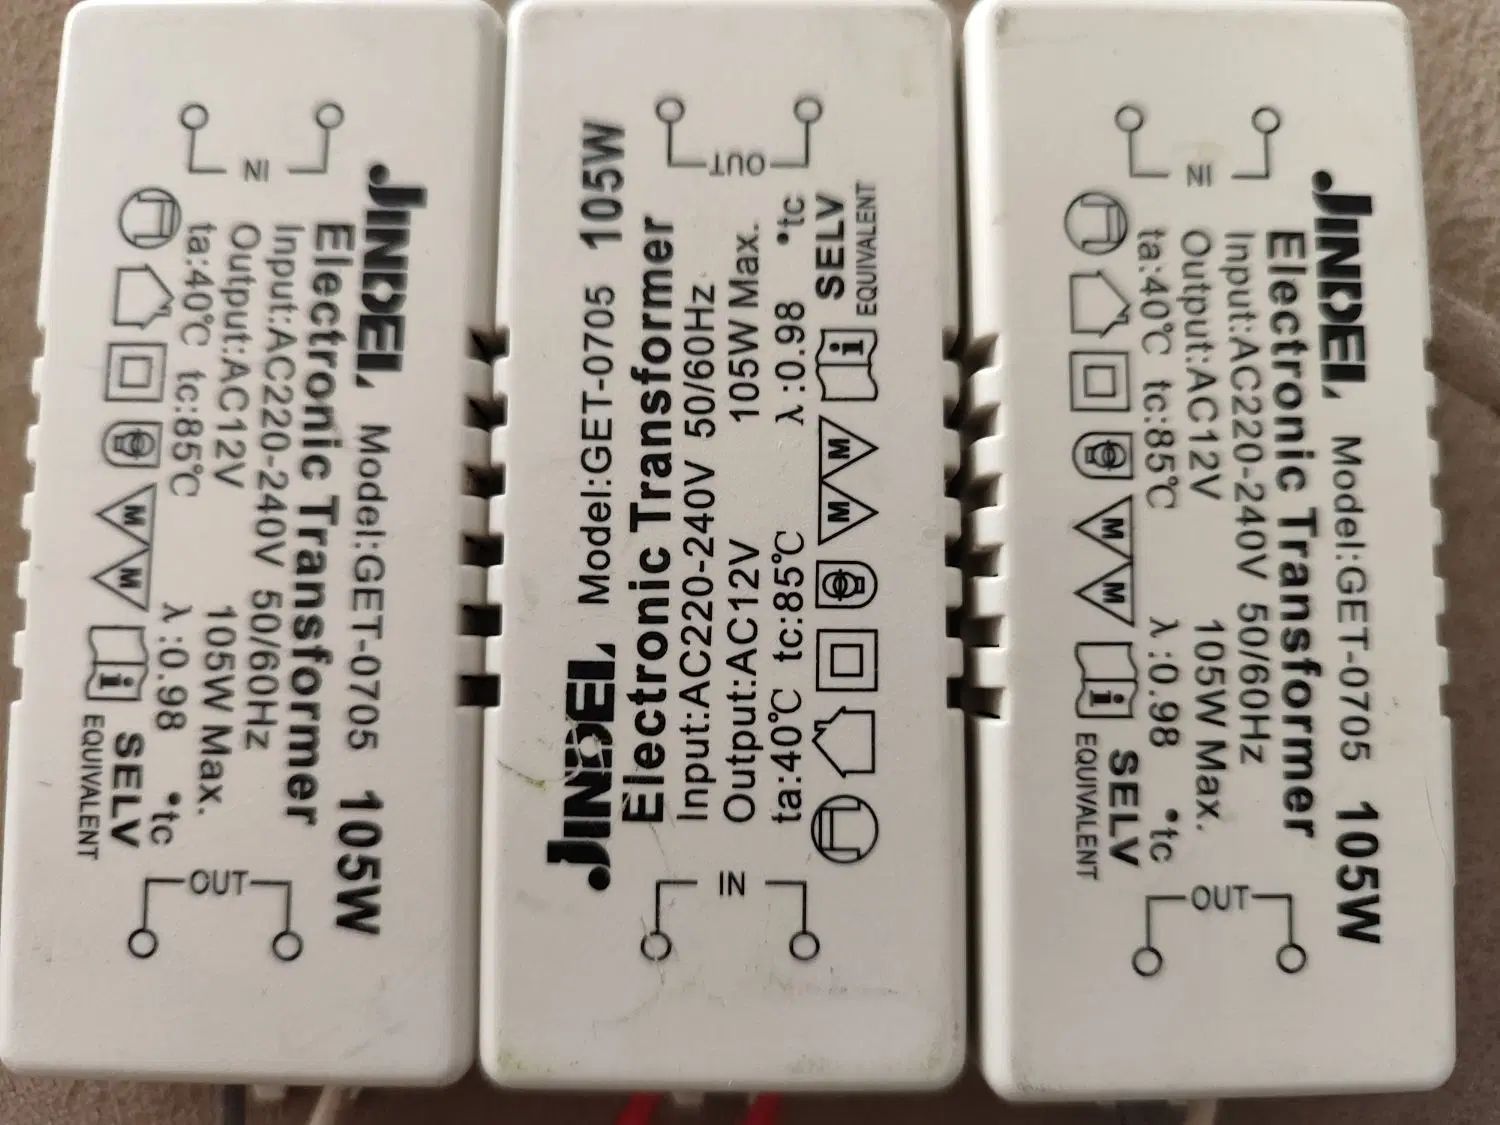 JINDEL Model:GET-0705 105W
Electronic Transformer
Input:AC220-240V 50/60Hz
Output:AC12V 105W Max.
ta:40℃ tc:85℃ λ:0.98 •tc
M M i SELV
EQUIVALENT
IN
OUT
JINDEL Model:GET-0705 105W
Electronic Transformer
Input:AC220-240V 50/60Hz
Output:AC12V 105W Max.
ta:40℃ tc:85℃ λ:0.98 •tc
M M i SELV
EQUIVALENT
IN
OUT
JINDEL Model:GET-0705 105W
Electronic Transformer
Input:AC220-240V 50/60Hz
Output:AC12V 105W Max.
ta:40℃ tc:85℃ λ:0.98 •tc
M M i SELV
EQUIVALENT
IN
OUT